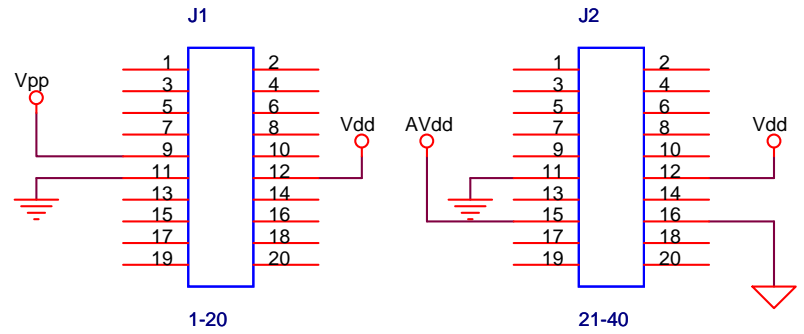 J1 J2
Vpp
1 2 1 2
3 4 3 4
5 6 5 6
Vdd AVdd Vdd
7 8 7 8
9 10 9 10
11 12 11 12
13 14 13 14
15 16 15 16
17 18 17 18
19 20 19 20
1-20 21-40